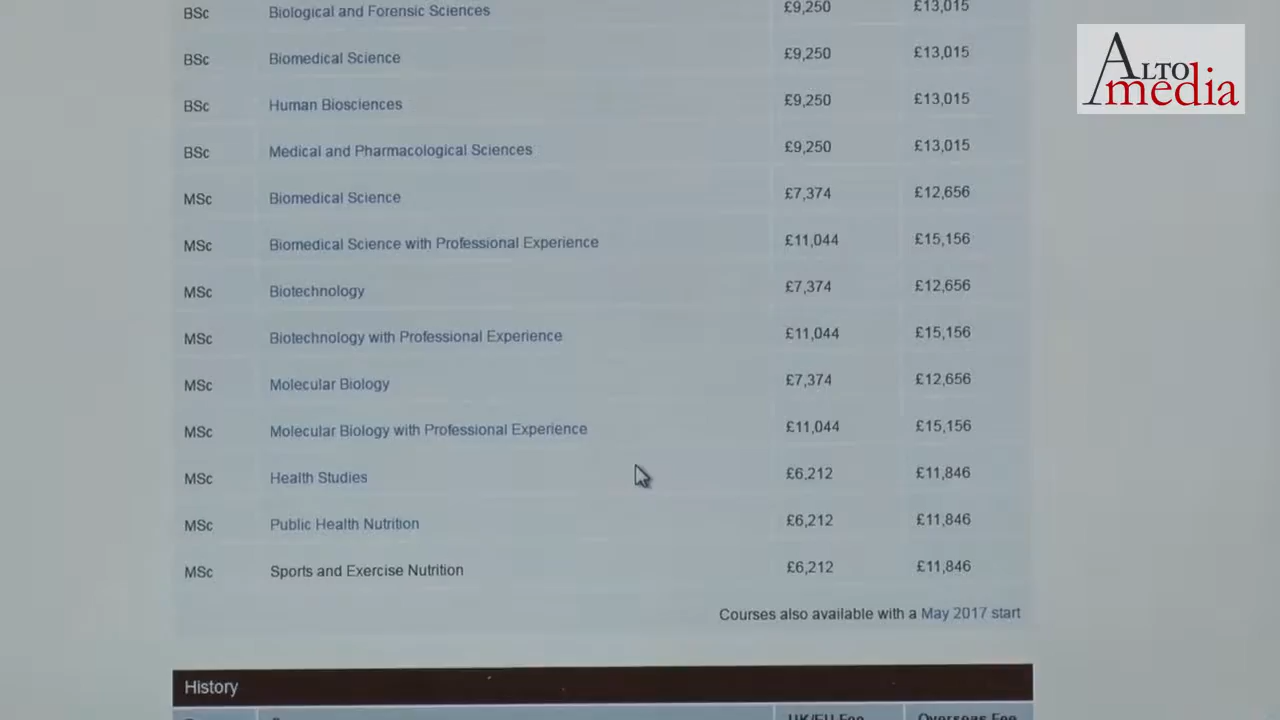 BSc Biological and Forensic Sciences £9,250 £13,015
BSc Biomedical Science £9,250 £13,015
BSc Human Biosciences £9,250 £13,015
BSc Medical and Pharmacological Sciences £9,250 £13,015
MSc Biomedical Science £7,374 £12,656
MSc Biomedical Science with Professional Experience £11,044 £15,156
MSc Biotechnology £7,374 £12,656
MSc Biotechnology with Professional Experience £11,044 £15,156
MSc Molecular Biology £7,374 £12,656
MSc Molecular Biology with Professional Experience £11,044 £15,156
MSc Health Studies £6,212 £11,846
MSc Public Health Nutrition £6,212 £11,846
MSc Sports and Exercise Nutrition £6,212 £11,846
Courses also available with a May 2017 start
History
UK/EU Fee Overseas Fee
ALTO
media